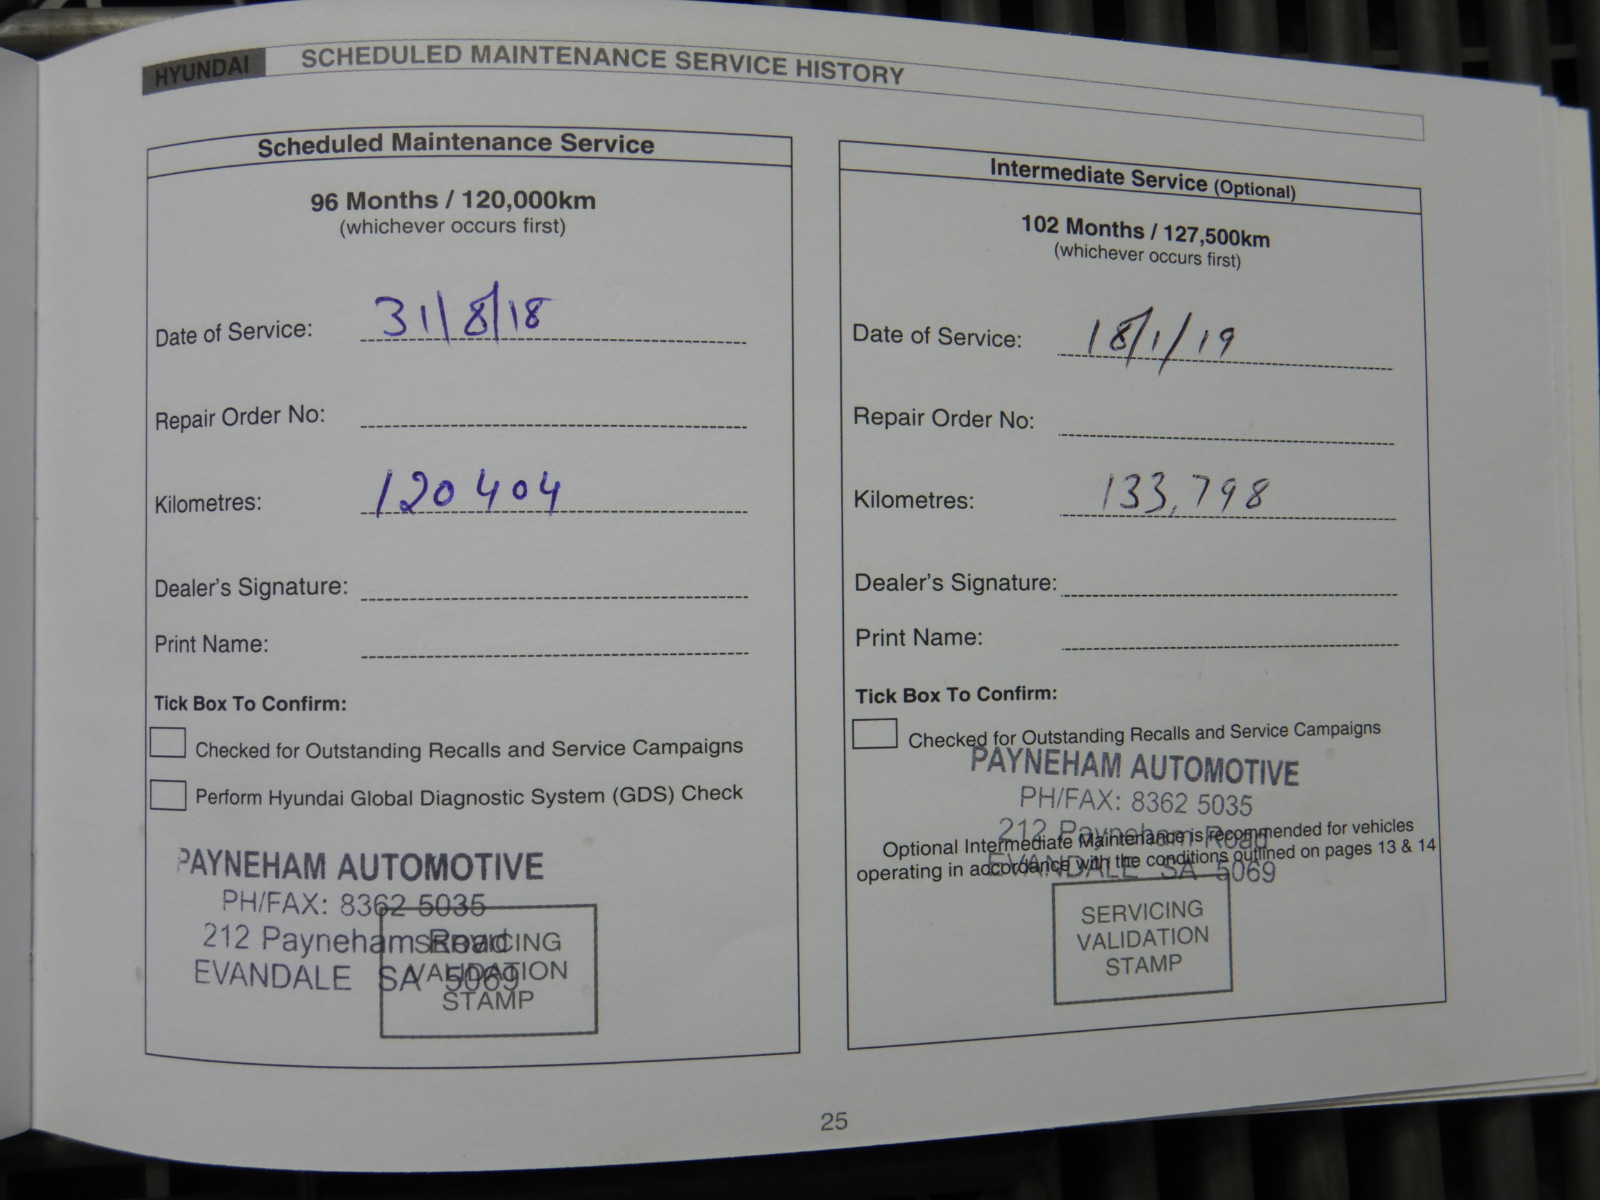 HYUNDAI SCHEDULED MAINTENANCE SERVICE HISTORY
Scheduled Maintenance Service
96 Months / 120,000km
(whichever occurs first)
Date of Service: 31/8/18
Repair Order No:
Kilometres: 120404
Dealer's Signature:
Print Name:
Tick Box To Confirm:
Checked for Outstanding Recalls and Service Campaigns
Perform Hyundai Global Diagnostic System (GDS) Check
PAYNEHAM AUTOMOTIVE
PH/FAX: 8362 5035
212 Payneham Road
EVANDALE SA 5069
SERVICING
VALIDATION
STAMP
Intermediate Service (Optional)
102 Months / 127,500km
(whichever occurs first)
Date of Service: 18/1/19
Repair Order No:
Kilometres: 133,798
Dealer's Signature:
Print Name:
Tick Box To Confirm:
Checked for Outstanding Recalls and Service Campaigns
PAYNEHAM AUTOMOTIVE
PH/FAX: 8362 5035
212 Payneham Road
Optional Intermediate Maintenance is recommended for vehicles
operating in accordance with the conditions outlined on pages 13 & 14
EVANDALE SA 5069
SERVICING
VALIDATION
STAMP
25